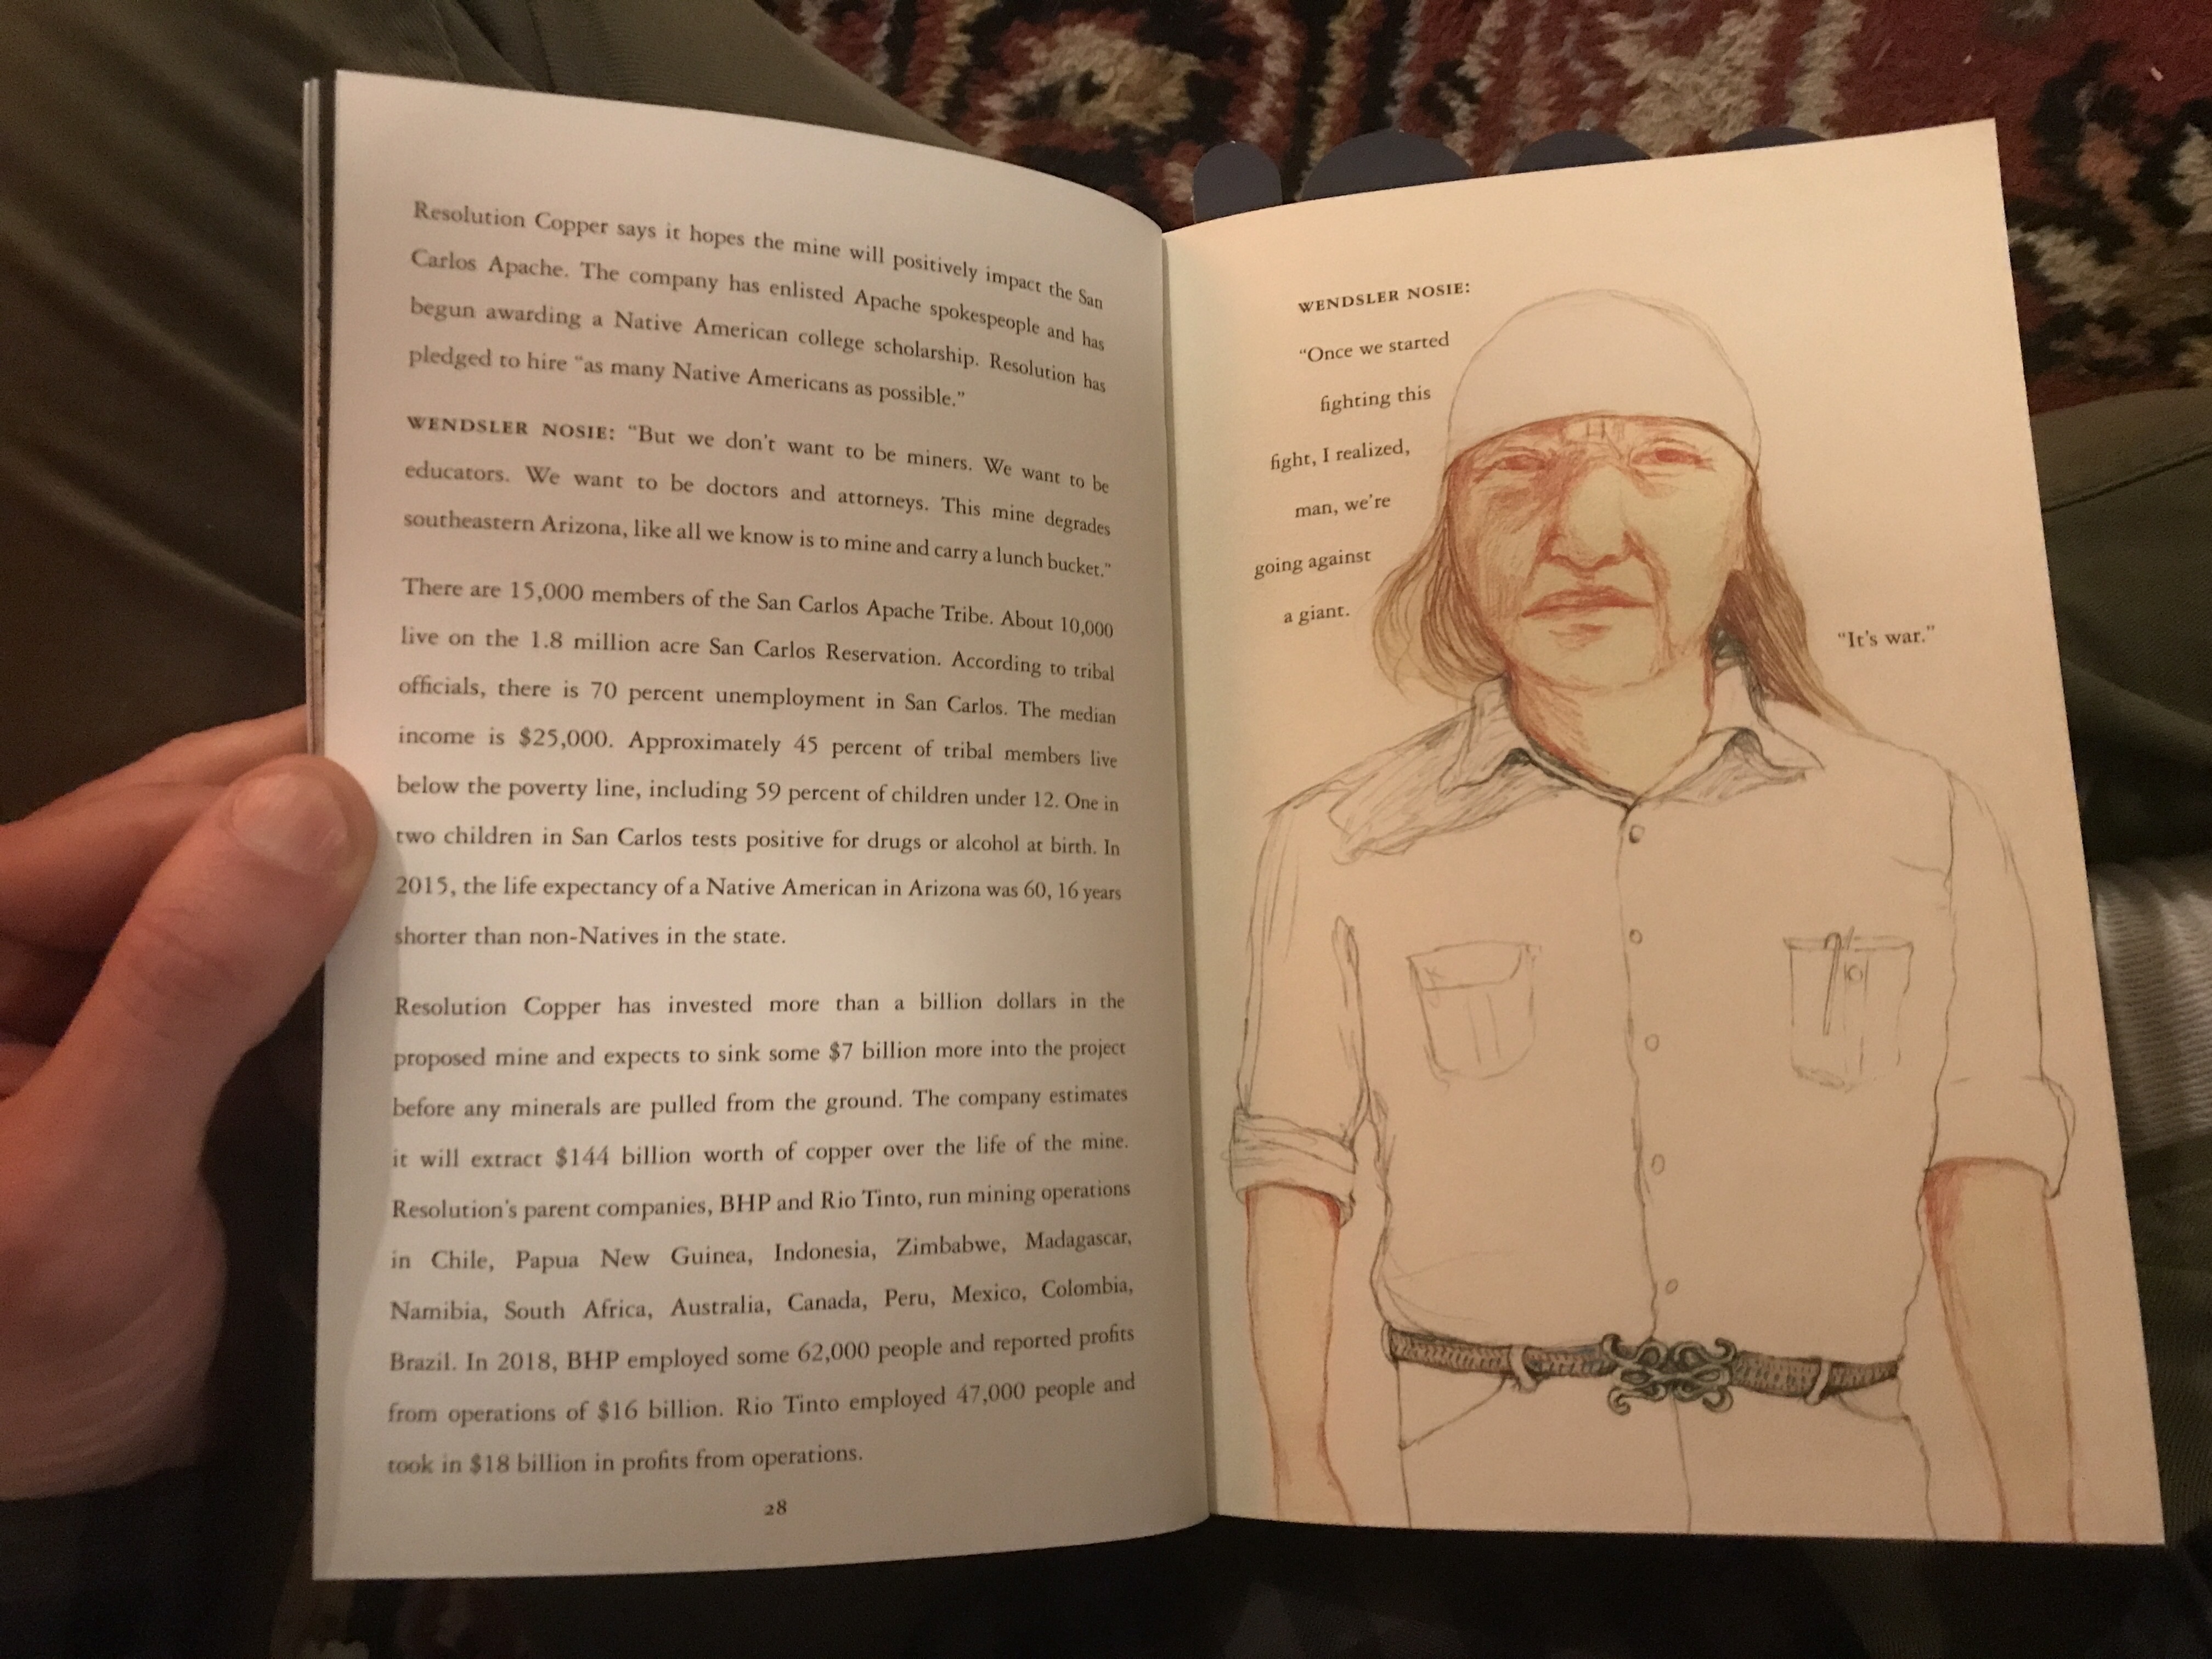 Resolution Copper says it hopes the mine will positively impact the San
Carlos Apache. The company has enlisted Apache spokespeople and has
begun awarding a Native American college scholarship. Resolution has
pledged to hire “as many Native Americans as possible.”
WENDSLER NOSIE: “But we don’t want to be miners. We want to be
educators. We want to be doctors and attorneys. This mine degrades
southeastern Arizona, like all we know is to mine and carry a lunch bucket.”
There are 15,000 members of the San Carlos Apache Tribe. About 10,000
live on the 1.8 million acre San Carlos Reservation. According to tribal
officials, there is 70 percent unemployment in San Carlos. The median
income is $25,000. Approximately 45 percent of tribal members live
below the poverty line, including 59 percent of children under 12. One in
two children in San Carlos tests positive for drugs or alcohol at birth. In
2015, the life expectancy of a Native American in Arizona was 60, 16 years
shorter than non-Natives in the state.
Resolution Copper has invested more than a billion dollars in the
proposed mine and expects to sink some $7 billion more into the project
before any minerals are pulled from the ground. The company estimates
it will extract $144 billion worth of copper over the life of the mine.
Resolution’s parent companies, BHP and Rio Tinto, run mining operations
in Chile, Papua New Guinea, Indonesia, Zimbabwe, Madagascar,
Namibia, South Africa, Australia, Canada, Peru, Mexico, Colombia,
Brazil. In 2018, BHP employed some 62,000 people and reported profits
from operations of $16 billion. Rio Tinto employed 47,000 people and
took in $18 billion in profits from operations.
28
WENDSLER NOSIE:
“Once we started
fighting this
fight, I realized,
man, we’re
going against
a giant.
“It’s war.”